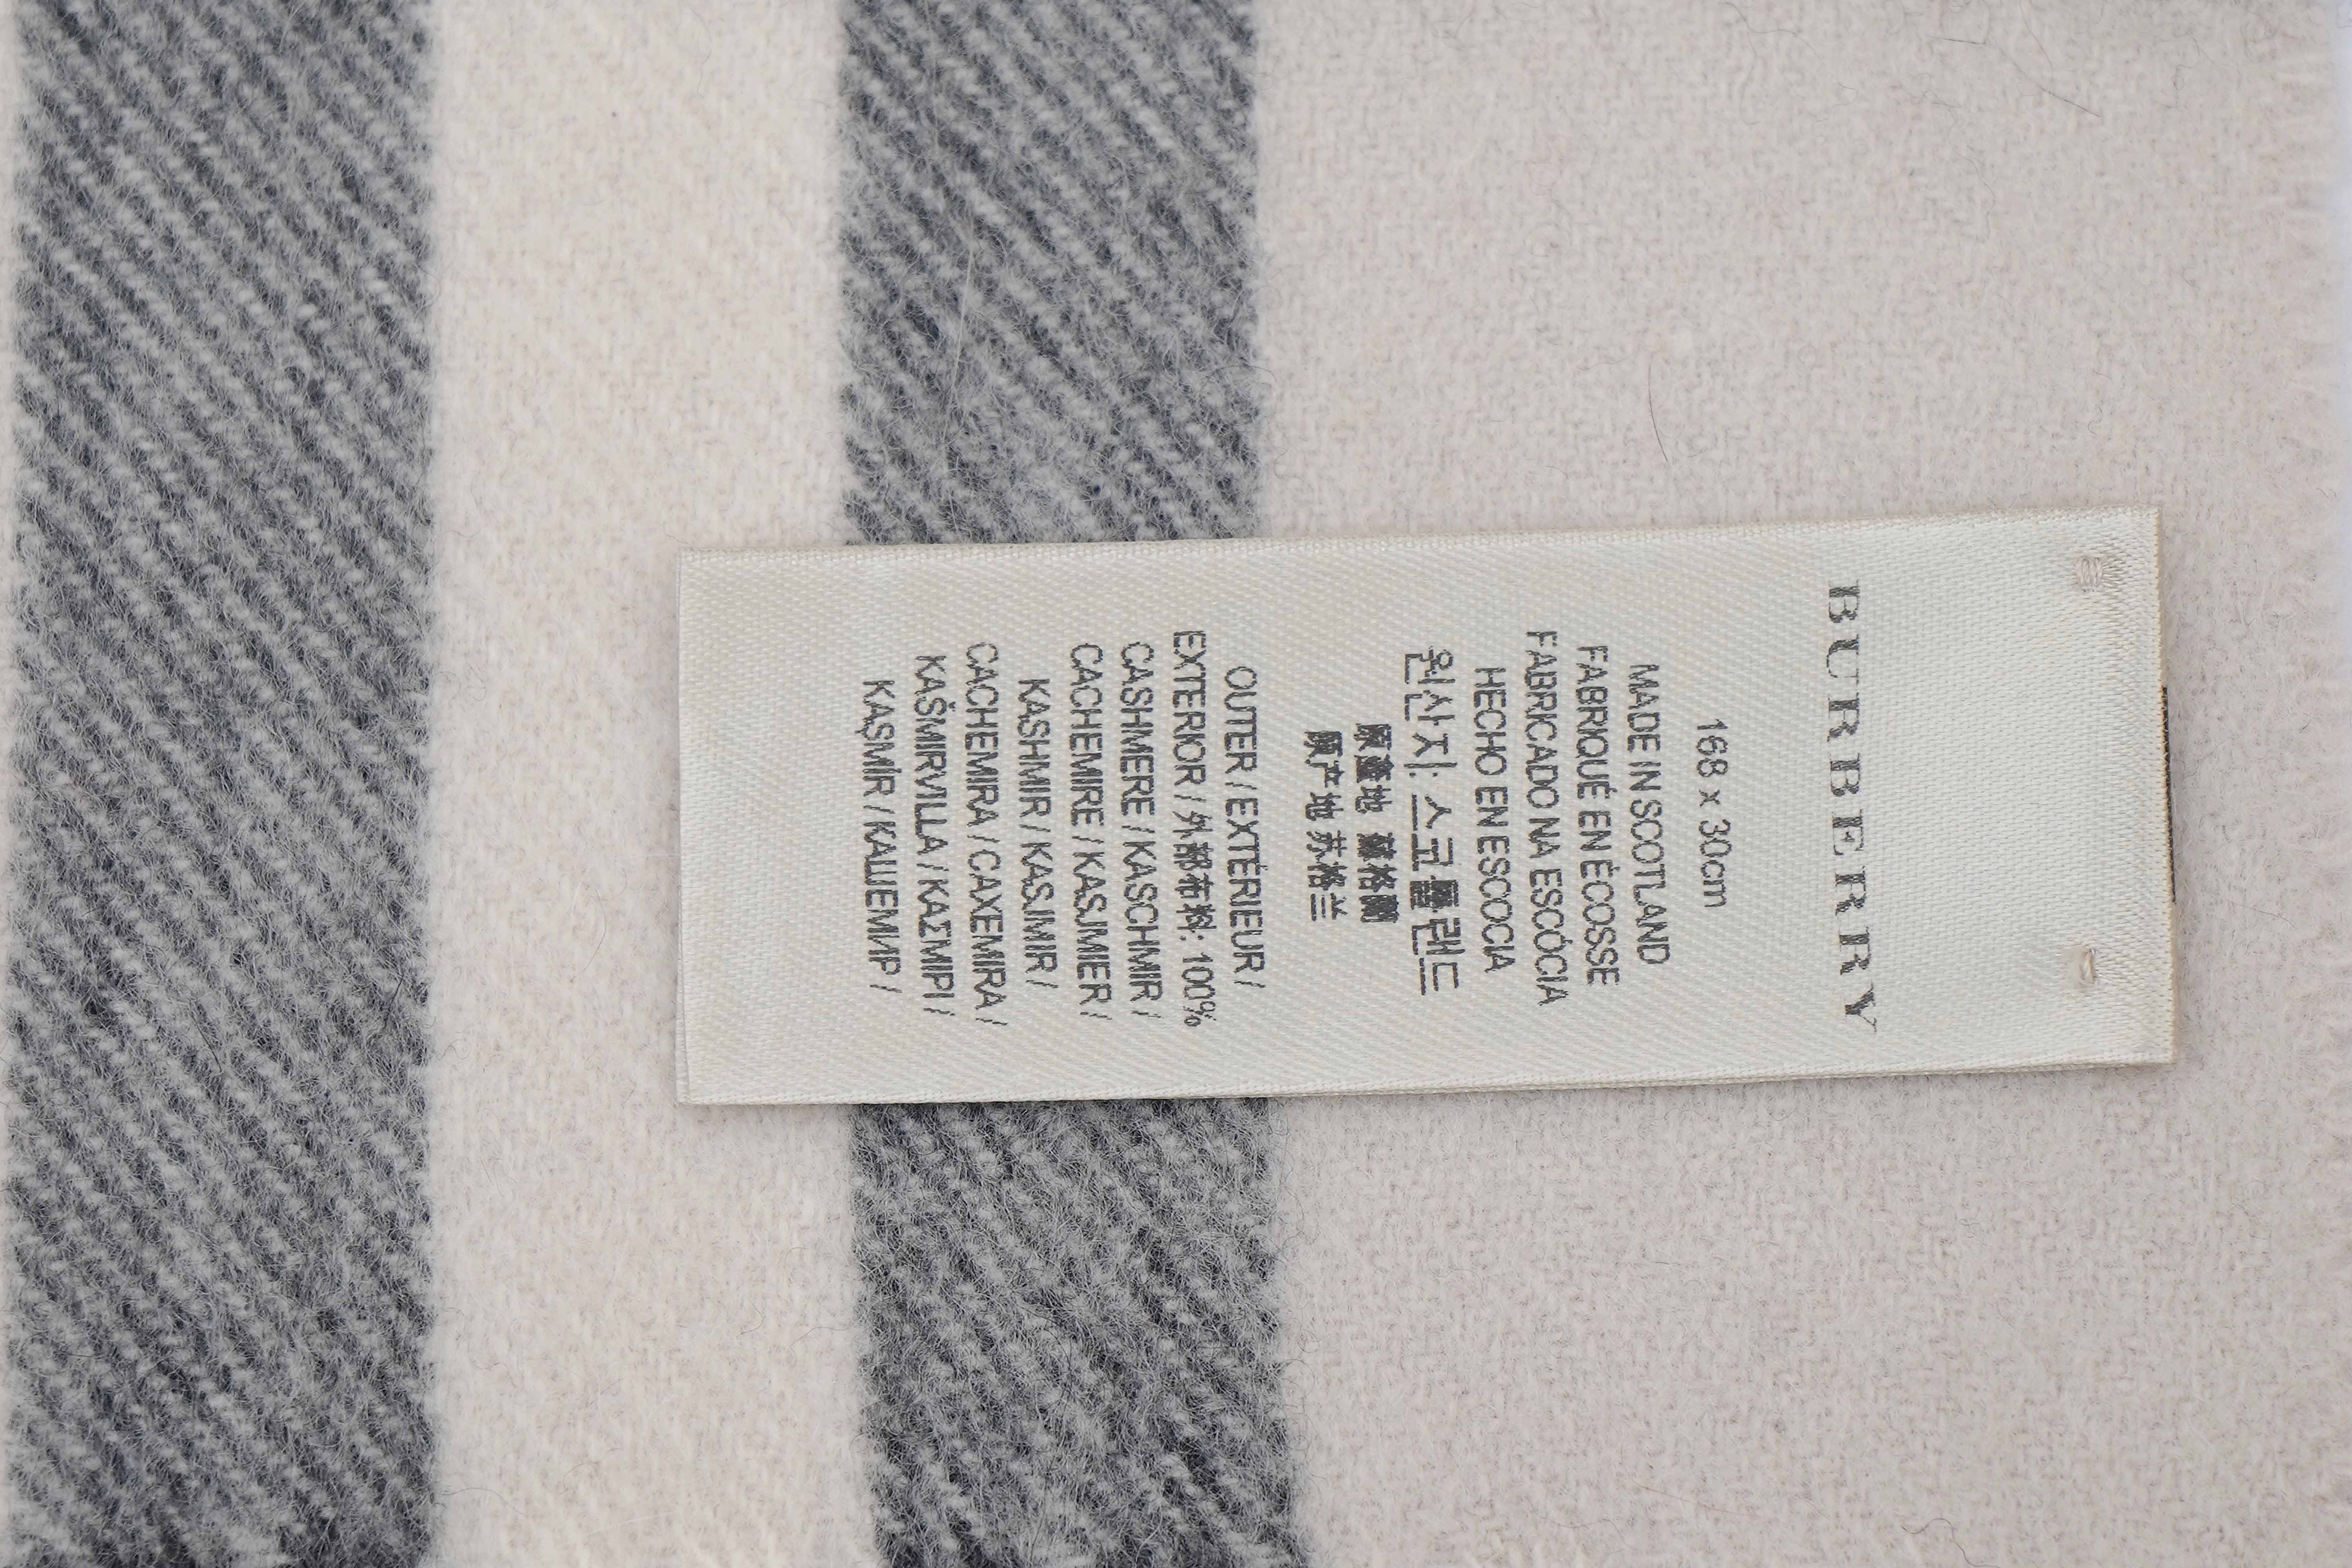 BURBERRY
168 x 30cm
MADE IN SCOTLAND
FABRIQUÉ EN ÉCOSSE
FABRICADO NA ESCÓCIA
HECHO EN ESCOCIA
원산지: 스코틀랜드
原產地 蘇格蘭
原产地 苏格兰
OUTER / EXTÉRIEUR /
EXTERIOR / 外部布料: 100%
CASHMERE / KASCHMIR /
CACHEMIRE / KASJMIER /
KASHMIR / KASJMIR /
CACHEMIRA / CAXEMIRA /
KAŠMIRVILLA / ΚΑΣΜΙΡΙ /
KAŞMİR / КАШЕМИР /